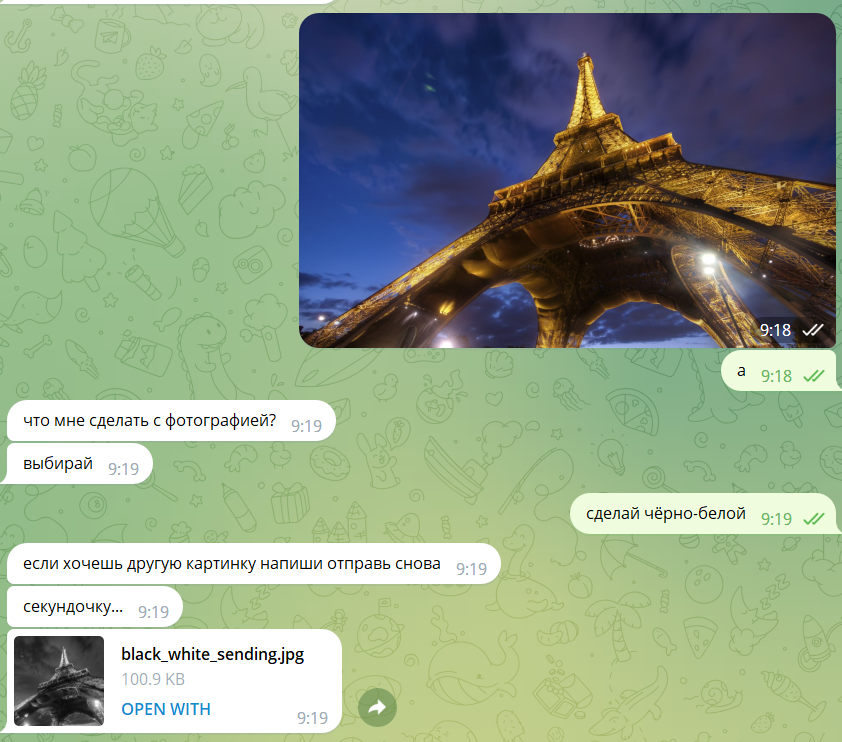 9:18
а 9:18
что мне сделать с фотографией? 9:19
выбирай 9:19
сделай чёрно-белой 9:19
если хочешь другую картинку напиши отправь снова 9:19
секундочку... 9:19
black_white_sending.jpg
100.9 KB
OPEN WITH 9:19